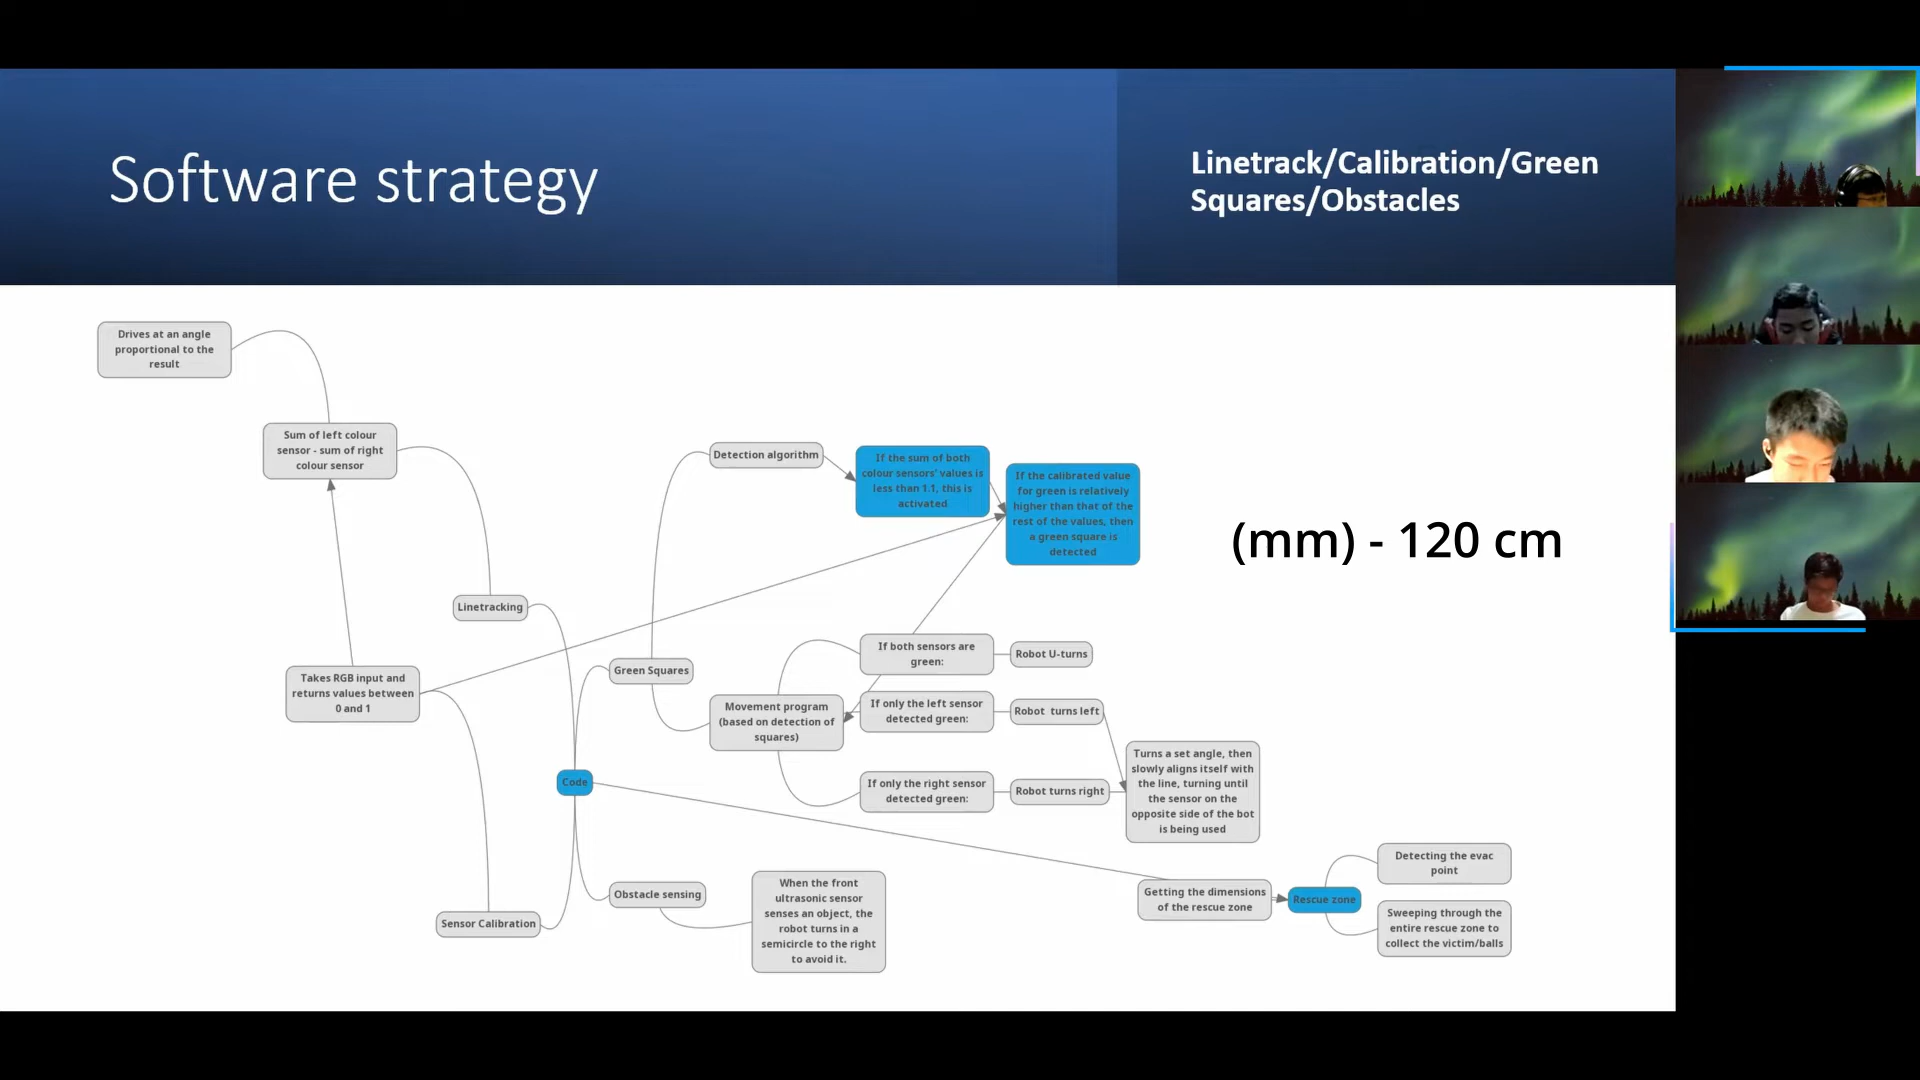 Software strategy
Linetrack/Calibration/Green
Squares/Obstacles
Drives at an angle
proportional to the
result
Sum of left colour
sensor - sum of right
colour sensor
Detection algorithm
If the sum of both
colour sensors' values is
less than 1.1, this is
activated
If the calibrated value
for green is relatively
higher than that of the
rest of the values, then
a green square is
detected
(mm) - 120 cm
Linetracking
Takes RGB input and
returns values between
0 and 1
Green Squares
Movement program
(based on detection of
squares)
If both sensors are
green:
Robot U-turns
If only the left sensor
detected green:
Robot  turns left
If only the right sensor
detected green:
Robot turns right
Turns a set angle, then
slowly aligns itself with
the line, turning until
the sensor on the
opposite side of the bot
is being used
Code
Obstacle sensing
When the front
ultrasonic sensor
senses an object, the
robot turns in a
semicircle to the right
to avoid it.
Sensor Calibration
Getting the dimensions
of the rescue zone
Rescue zone
Detecting the evac
point
Sweeping through the
entire rescue zone to
collect the victim/balls